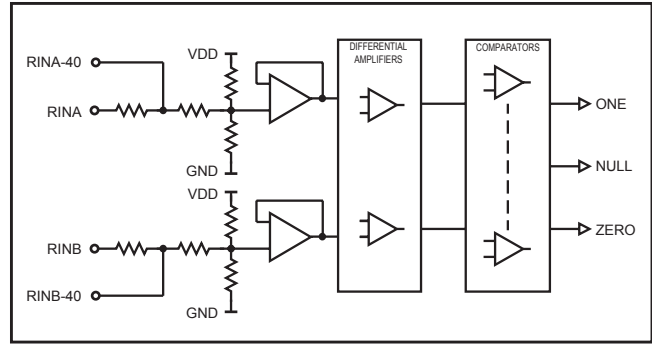 VDD
DIFFERENTIAL
AMPLIFIERS
COMPARATORS
RINA-40
RINA
ONE
GND
NULL
VDD
ZERO
RINB
RINB-40
GND